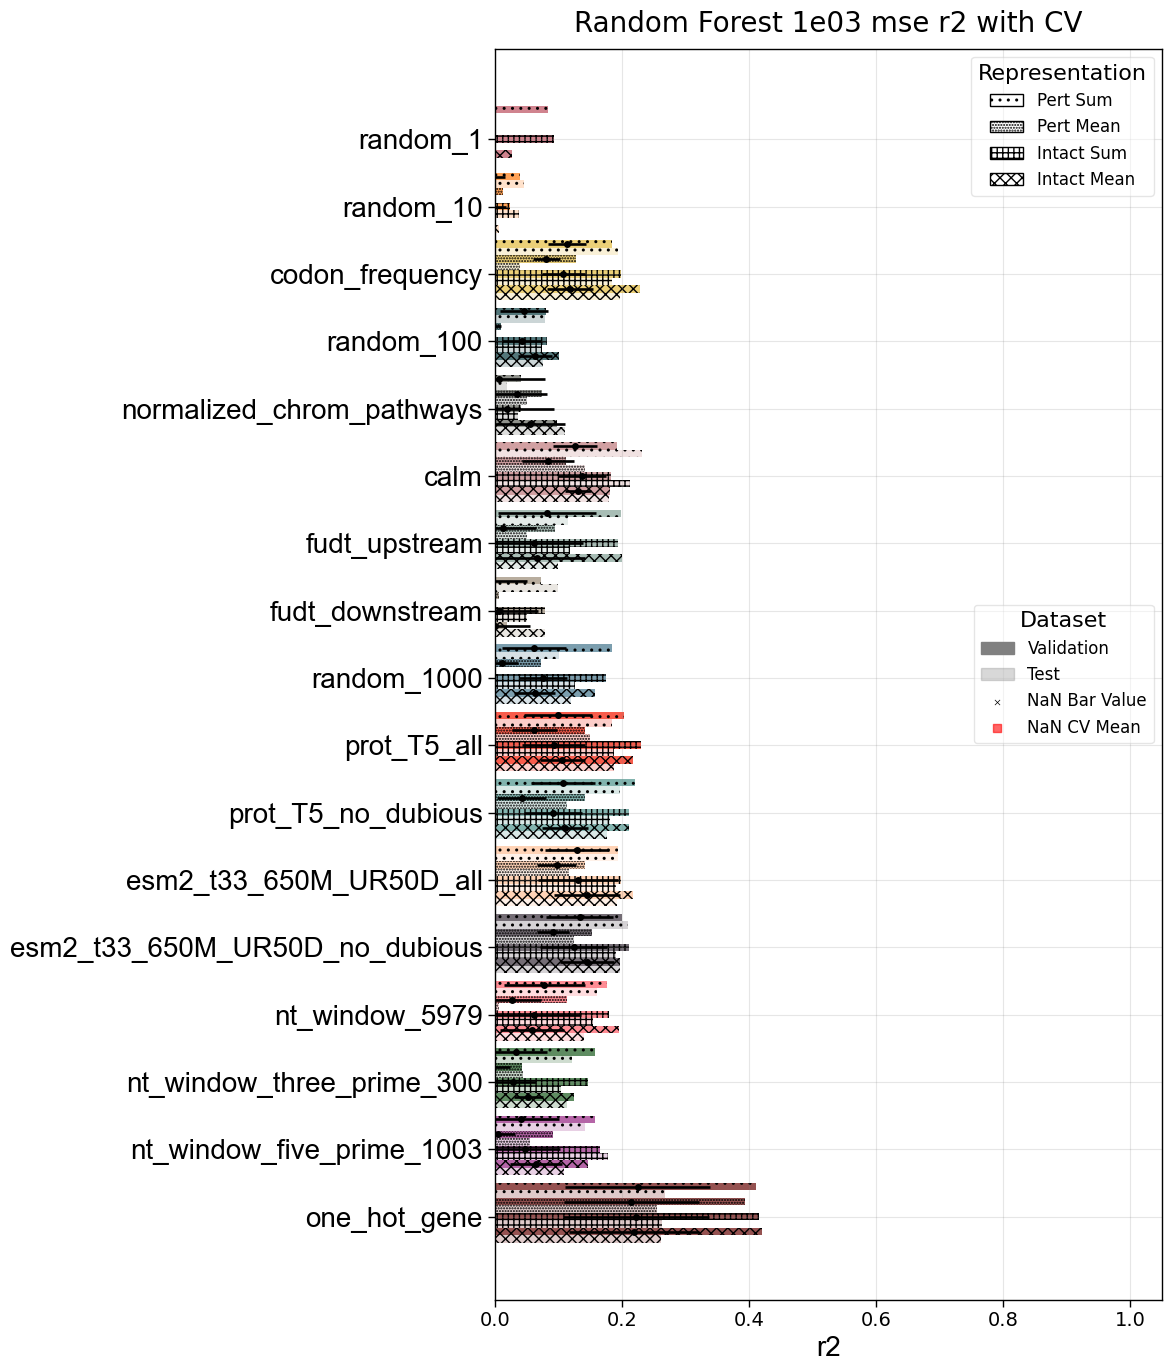 Random Forest 1e03 mse r2 with CV
Representation
Pert Sum
Pert Mean
Intact Sum
Intact Mean
random_1
random_10
codon_frequency
random_100
normalized_chrom_pathways
calm
fudt_upstream
fudt_downstream
random_1000
prot_T5_all
prot_T5_no_dubious
esm2_t33_650M_UR50D_all
esm2_t33_650M_UR50D_no_dubious
nt_window_5979
nt_window_three_prime_300
nt_window_five_prime_1003
one_hot_gene
Dataset
Validation
Test
NaN Bar Value
NaN CV Mean
0.0 0.2 0.4 0.6 0.8 1.0
r2